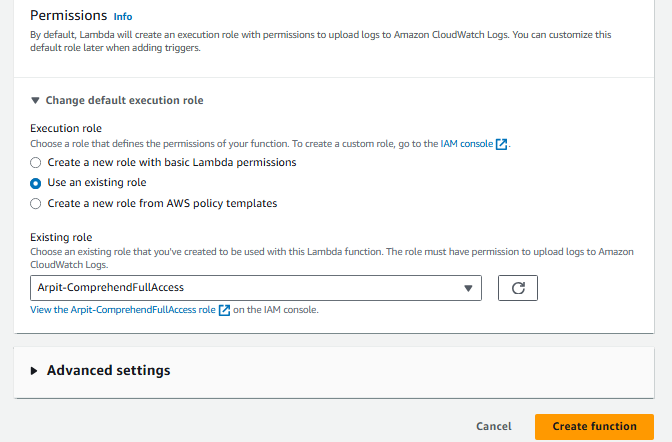 Permissions Info
By default, Lambda will create an execution role with permissions to upload logs to Amazon CloudWatch Logs. You can customize this
default role later when adding triggers.
Change default execution role
Execution role
Choose a role that defines the permissions of your function. To create a custom role, go to the IAM console.
Create a new role with basic Lambda permissions
Use an existing role
Create a new role from AWS policy templates
Existing role
Choose an existing role that you've created to be used with this Lambda function. The role must have permission to upload logs to Amazon
CloudWatch Logs.
Arpit-ComprehendFullAccess
View the Arpit-ComprehendFullAccess role on the IAM console.
Advanced settings
Cancel Create function